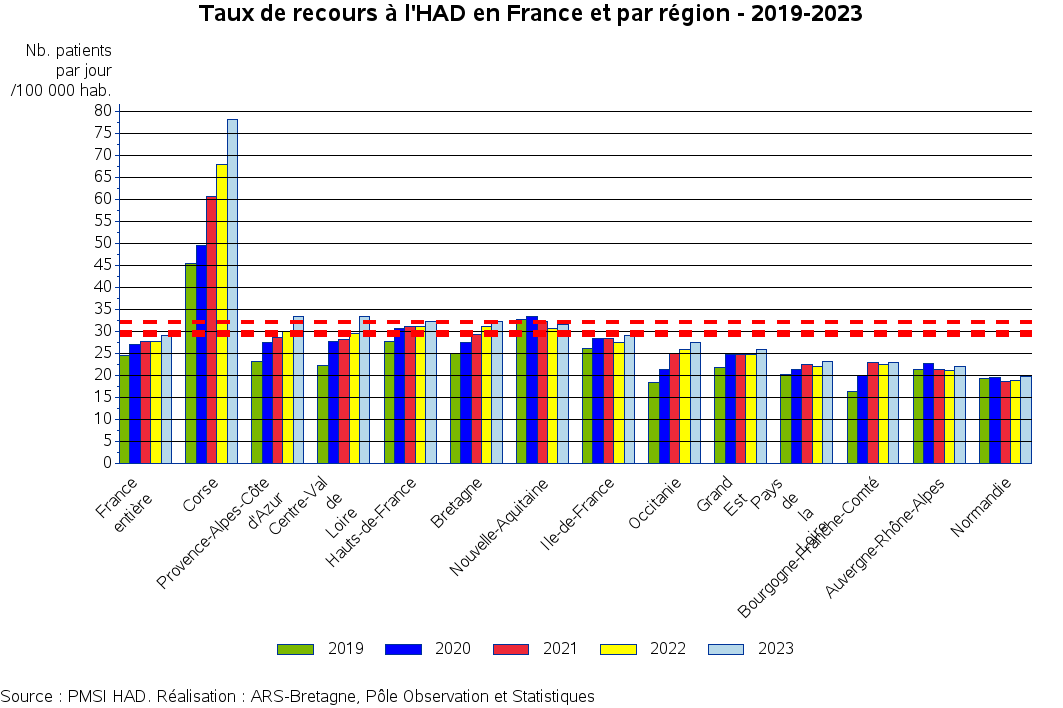 Taux de recours à l'HAD en France et par région - 2019-2023
Nb. patients
par jour
/100 000 hab.
80
75
70
65
60
55
50
45
40
35
30
25
20
15
10
5
0
France
entière
Corse
Provence-Alpes-Côte
d'Azur
Centre-Val
de
Loire
Hauts-de-France
Bretagne
Nouvelle-Aquitaine
Ile-de-France
Occitanie
Grand
Est
Pays
de
la
Loire
Bourgogne-Franche-Comté
Auvergne-Rhône-Alpes
Normandie
2019 2020 2021 2022 2023
Source : PMSI HAD. Réalisation : ARS-Bretagne, Pôle Observation et Statistiques